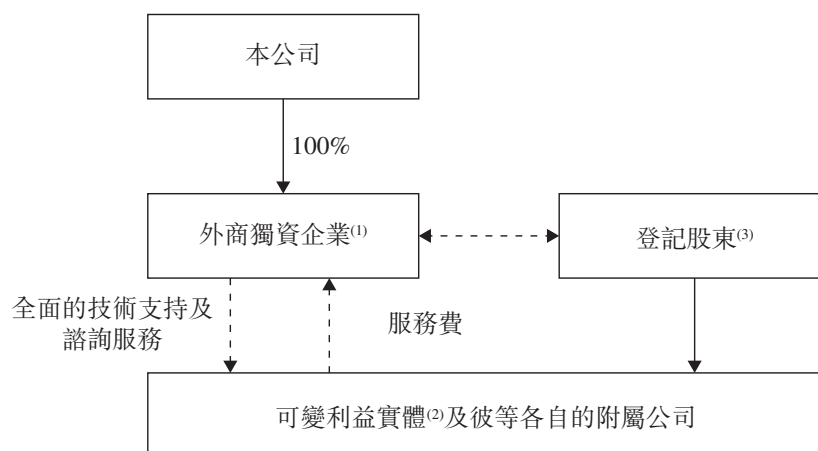 本公司
100%
外商獨資企業(1)
登記股東(3)
全面的技術支持及
諮詢服務
服務費
可變利益實體(2)及彼等各自的附屬公司